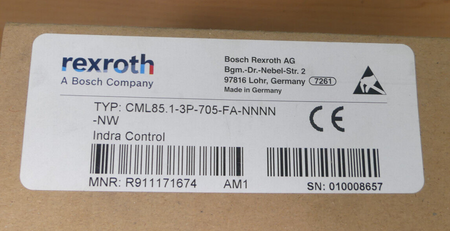 rexroth
A Bosch Company
Bosch Rexroth AG
Bgm.-Dr.-Nebel-Str. 2
97816 Lohr, Germany 7261
Made in Germany
TYP: CML85.1-3P-705-FA-NNNN
-NW
Indra Control
CE
MNR: R911171674 AM1 SN: 010008657